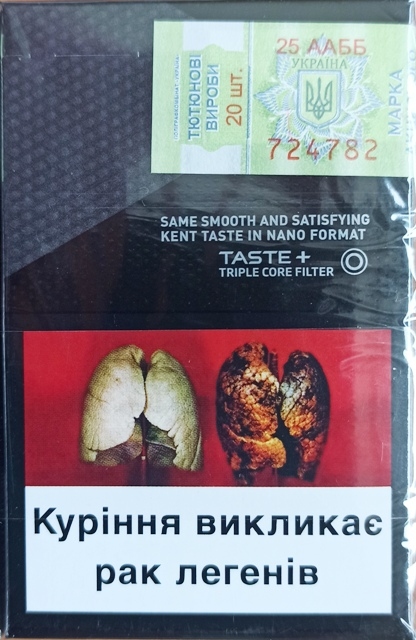 25 ААББ
УКРАЇНА
ТЮТЮНОВІ
ВИРОБИ
20 шт.
МАРКА
724782
SAME SMOOTH AND SATISFYING
KENT TASTE IN NANO FORMAT
TASTE +
TRIPLE CORE FILTER
Куріння викликає
рак легенів